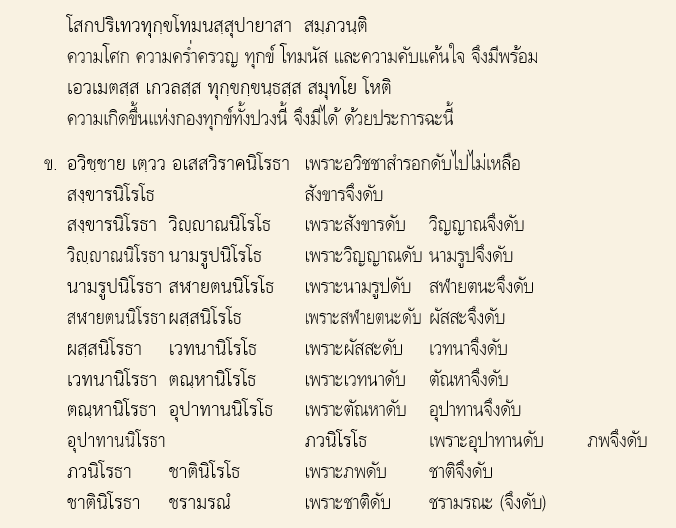 โสกปริเทวทุกฺขโทมนสฺสุปายาสา สมฺภวนฺติ
ความโศก ความคร่ำครวญ ทุกข์ โทมนัส และความคับแค้นใจ จึงมีพร้อม
เอวเมตสฺส เกวลสฺส ทุกฺขกฺขนฺธสฺส สมุทโย โหติ
ความเกิดขึ้นแห่งกองทุกข์ทั้งปวงนี้ จึงมีได้ ด้วยประการฉะนี้
ข. อวิชฺชาย เตฺวว อเสสวิราคนิโรธา เพราะอวิชชาสำรอกดับไปไม่เหลือ
สงฺขารนิโรโธ สังขารจึงดับ
สงฺขารนิโรธา วิญฺญาณนิโรโธ เพราะสังขารดับ วิญญาณจึงดับ
วิญฺญาณนิโรธา นามรูปนิโรโธ เพราะวิญญาณดับ นามรูปจึงดับ
นามรูปนิโรธา สฬายตนนิโรโธ เพราะนามรูปดับ สฬายตนะจึงดับ
สฬายตนนิโรธา ผสฺสนิโรโธ เพราะสฬายตนะดับ ผัสสะจึงดับ
ผสฺสนิโรธา เวทนานิโรโธ เพราะผัสสะดับ เวทนาจึงดับ
เวทนานิโรธา ตณฺหานิโรโธ เพราะเวทนาดับ ตัณหาจึงดับ
ตณฺหานิโรธา อุปาทานนิโรโธ เพราะตัณหาดับ อุปาทานจึงดับ
อุปาทานนิโรธา ภวนิโรโธ เพราะอุปาทานดับ ภพจึงดับ
ภวนิโรธา ชาตินิโรโธ เพราะภพดับ ชาติจึงดับ
ชาตินิโรธา ชรามรณํ เพราะชาติดับ ชรามรณะ (จึงดับ)